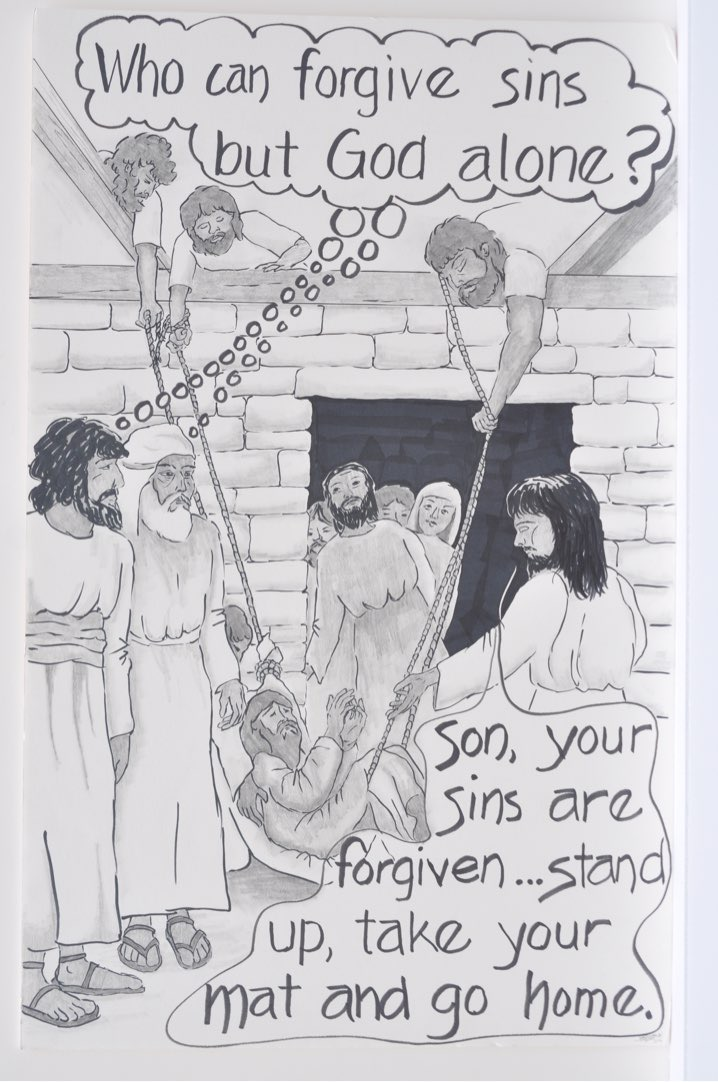 Who can forgive sins
but God alone?
Son, your
sins are
forgiven...stand
up, take your
mat and go home.